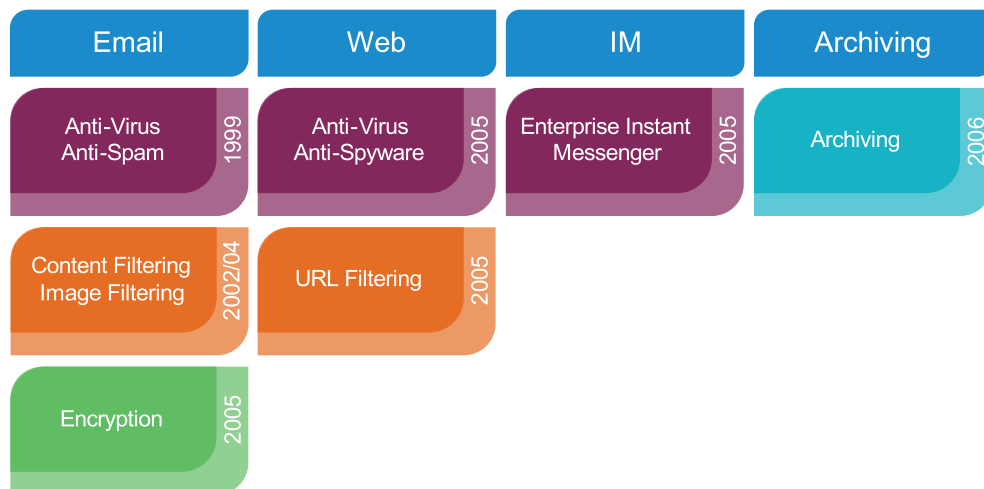 Email
Web
IM
Archiving
Anti-Virus
Anti-Spam
1999
Anti-Virus
Anti-Spyware
2005
Enterprise Instant
Messenger
2005
Archiving
2006
Content Filtering
Image Filtering
2002/04
URL Filtering
2005
Encryption
2005